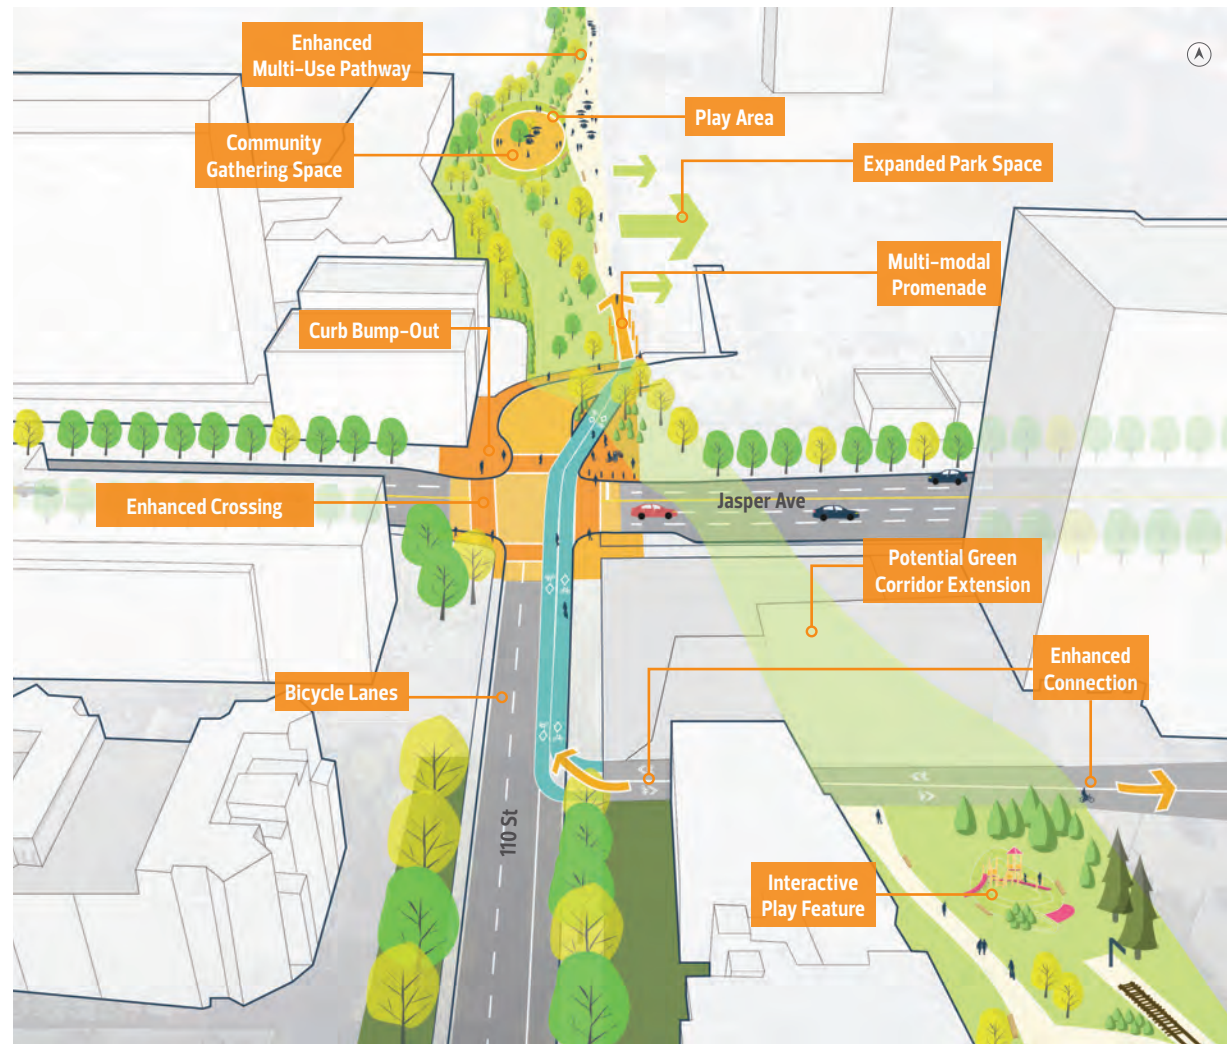 Enhanced
Multi-Use Pathway
Play Area
Community
Gathering Space
Expanded Park Space
Multi-modal
Promenade
Curb Bump-Out
Enhanced Crossing
Jasper Ave
Potential Green
Corridor Extension
Enhanced
Connection
Bicycle Lanes
110 St
Interactive
Play Feature